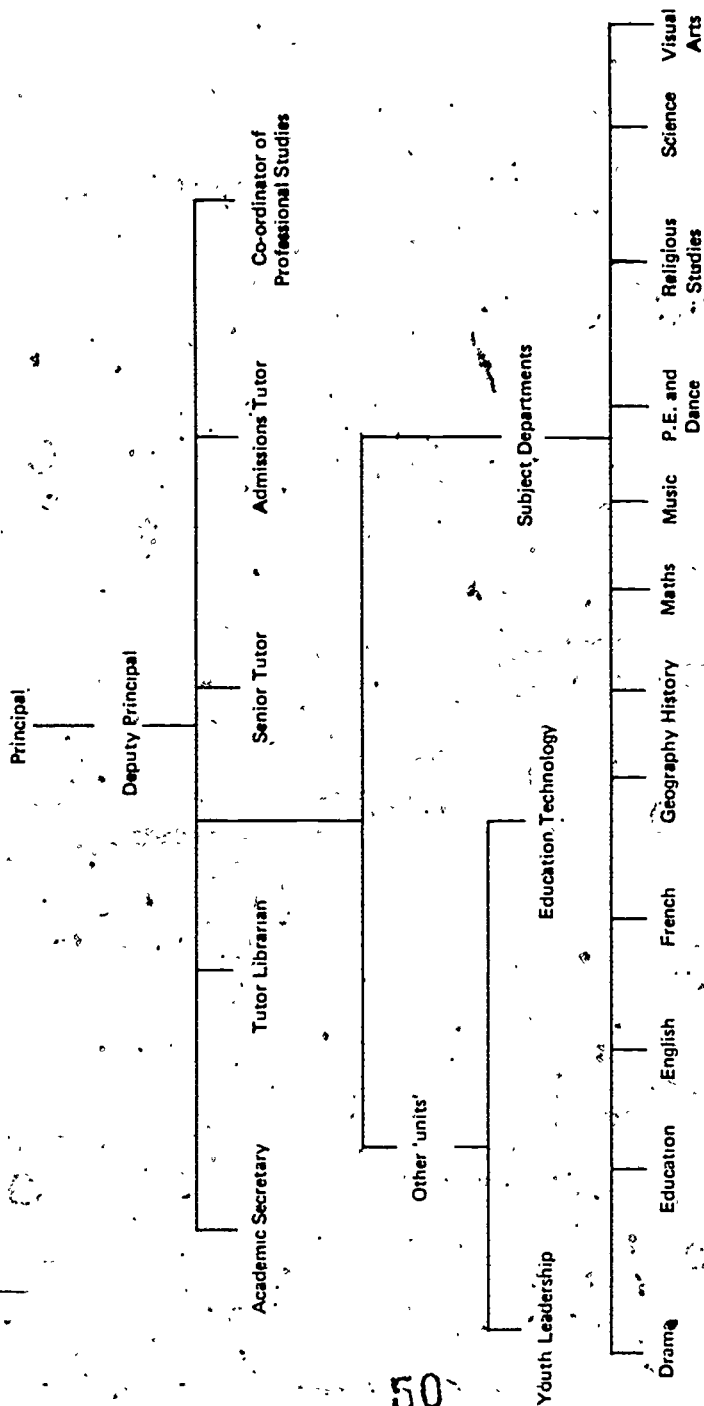 Principal
Deputy Principal
Academic Secretary
Tutor Librarian
Senior Tutor
Admissions Tutor
Co-ordinator of
Professional Studies
Other 'units'
Subject Departments
Youth Leadership
Education Technology
Drama
Education
English
French
Geography
History
Maths
Music
P.E. and
Dance
Religious
Studies
Science
Visual
Arts
50